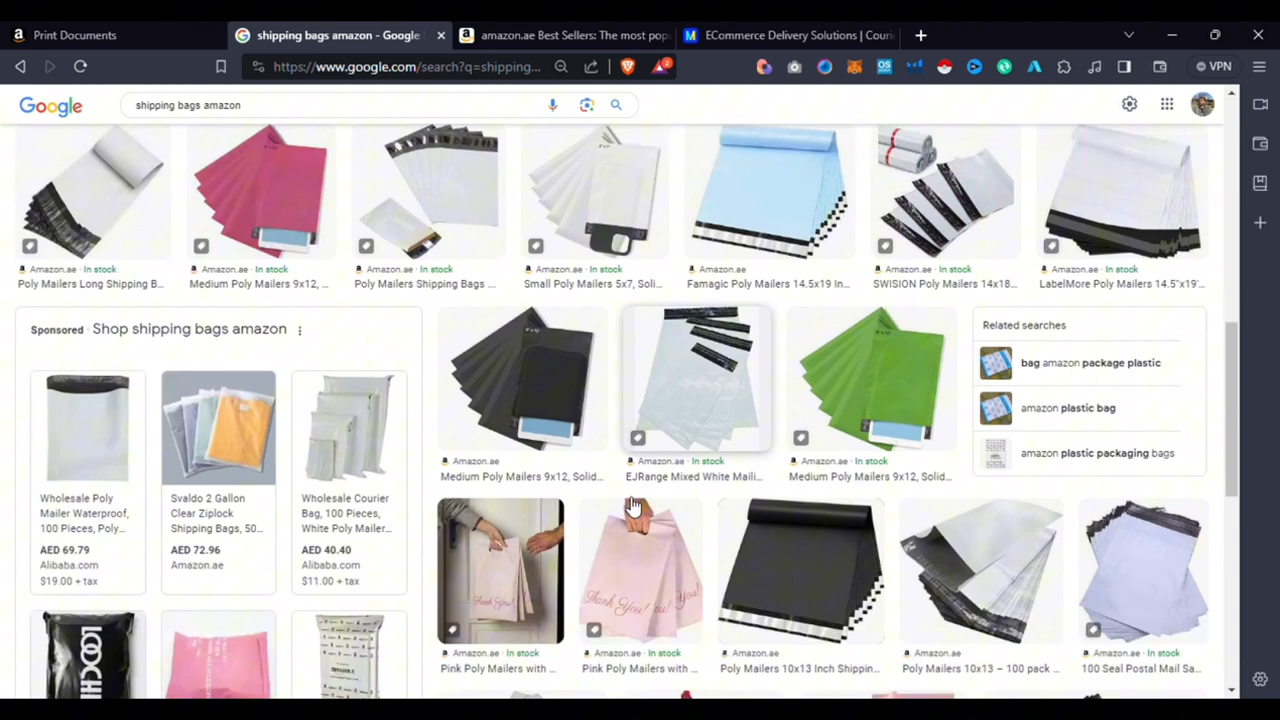 Print Documents
shipping bags amazon - Google
amazon.ae Best Sellers: The most pop
ECommerce Delivery Solutions | Couri
https://www.google.com/search?q=shipping...
2
VPN
Google
shipping bags amazon
Amazon.ae · In stock
Poly Mailers Long Shipping B...
Amazon.ae · In stock
Medium Poly Mailers 9x12, ...
Amazon.ae · In stock
Poly Mailers Shipping Bags ...
Amazon.ae · In stock
Small Poly Mailers 5x7, Soli...
Amazon.ae
Famagic Poly Mailers 14.5x19 In...
Amazon.ae · In stock
SWISION Poly Mailers 14x18...
Amazon.ae · In stock
LabelMore Poly Mailers 14.5"x19"...
Sponsored · Shop shipping bags amazon
Wholesale Poly
Mailer Waterproof,
100 Pieces, Poly...
AED 69.79
Alibaba.com
$19.00 + tax
Svaldo 2 Gallon
Clear Ziplock
Shipping Bags, 50...
AED 72.96
Amazon.ae
Wholesale Courier
Bag, 100 Pieces,
White Poly Mailer...
AED 40.40
Alibaba.com
$11.00 + tax
Amazon.ae
Medium Poly Mailers 9x12, Solid...
Amazon.ae · In stock
EJRange Mixed White Maili...
Amazon.ae · In stock
Medium Poly Mailers 9x12, Solid...
Related searches
bag amazon package plastic
amazon plastic bag
amazon plastic packaging bags
Thank You!
Amazon.ae · In stock
Pink Poly Mailers with ...
Thank You!
Amazon.ae · In stock
Pink Poly Mailers with ...
Amazon.ae
Poly Mailers 10x13 Inch Shippin...
Amazon.ae
Poly Mailers 10x13 – 100 pack ...
Amazon.ae · In stock
100 Seal Postal Mail Sa...